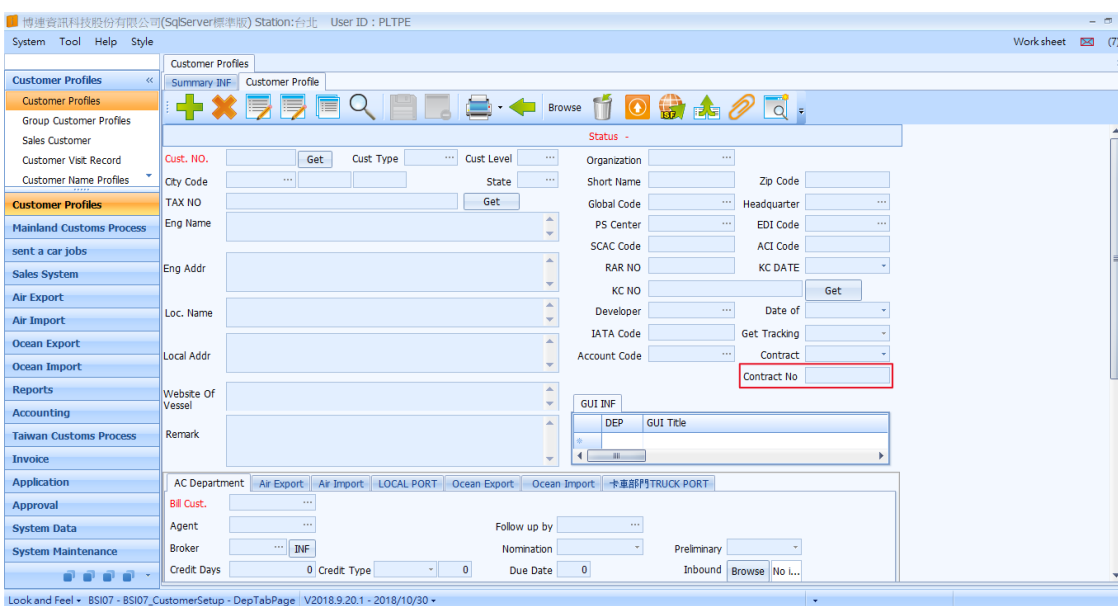 博連資訊科技股份有限公司(SqlServer標準版) Station:台北 User ID : PLTPE
System Tool Help Style Work sheet (7)
Customer Profiles
Customer Profiles « Summary INF Customer Profile
Customer Profiles
Group Customer Profiles
Sales Customer
Customer Visit Record
Customer Name Profiles
Customer Profiles
Mainland Customs Process
sent a car jobs
Sales System
Air Export
Air Import
Ocean Export
Ocean Import
Reports
Accounting
Taiwan Customs Process
Invoice
Application
Approval
System Data
System Maintenance
Browse ISF
Status -
Cust. NO. Get Cust Type ... Cust Level ... Organization ...
City Code ... State ... Short Name Zip Code
TAX NO Get Global Code ... Headquarter ...
Eng Name PS Center ... EDI Code ...
SCAC Code ACI Code
Eng Addr RAR NO KC DATE
KC NO Get
Loc. Name Developer ... Date of
IATA Code Get Tracking
Local Addr Account Code ... Contract
Contract No
Website Of Vessel
GUI INF
DEP GUI Title
Remark
AC Department Air Export Air Import LOCAL PORT Ocean Export Ocean Import 卡車部門TRUCK PORT
Bill Cust. ...
Agent ... Follow up by ...
Broker ... INF Nomination Preliminary
Credit Days 0 Credit Type 0 Due Date 0 Inbound Browse No i...
Look and Feel BSI07 - BSI07_CustomerSetup - DepTabPage V2018.9.20.1 - 2018/10/30